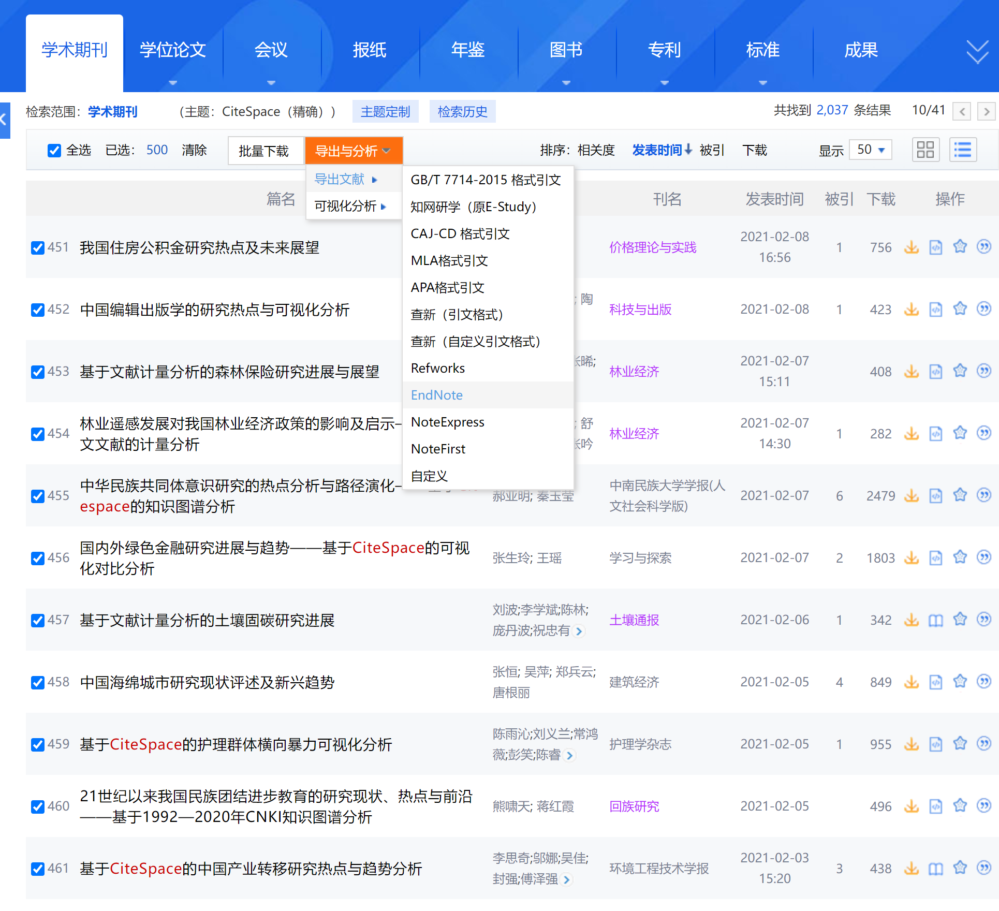 学术期刊 学位论文 会议 报纸 年鉴 图书 专利 标准 成果
检索范围：学术期刊 （主题：CiteSpace（精确）） 主题定制 检索历史 共找到 2,037 条结果 10/41
全选 已选：500 清除 批量下载 导出与分析 排序：相关度 发表时间 被引 下载 显示 50
导出文献
可视化分析
GB/T 7714-2015 格式引文
知网研学（原E-Study）
CAJ-CD 格式引文
MLA格式引文
APA格式引文
查新（引文格式）
查新（自定义引文格式）
Refworks
EndNote
NoteExpress
NoteFirst
自定义
篇名 刊名 发表时间 被引 下载 操作
451 我国住房公积金研究热点及未来展望 价格理论与实践 2021-02-08 1 756
16:56
452 中国编辑出版学的研究热点与可视化分析 ; 陶 科技与出版 2021-02-08 1 423
453 基于文献计量分析的森林保险研究进展与展望 晞; 林业经济 2021-02-07 408
15:11
454 林业遥感发展对我国林业经济政策的影响及启示— ; 舒 林业经济 2021-02-07 1 282
文文献的计量分析 吟 14:30
455 中华民族共同体意识研究的热点分析与路径演化— 郝亚明; 秦玉莹 中南民族大学学报(人 2021-02-07 6 2479
espace的知识图谱分析 文社会科学版)
456 国内外绿色金融研究进展与趋势——基于CiteSpace的可视 张生玲; 王瑶 学习与探索 2021-02-07 2 1803
化对比分析
457 基于文献计量分析的土壤固碳研究进展 刘波;李学斌;陈林; 土壤通报 2021-02-06 1 342
庞丹波;祝忠有
458 中国海绵城市研究现状评述及新兴趋势 张恒; 吴萍; 郑兵云; 建筑经济 2021-02-05 4 849
唐根丽
459 基于CiteSpace的护理群体横向暴力可视化分析 陈雨沁;刘义兰;常鸿 护理学杂志 2021-02-05 1 955
薇;彭笑;陈睿
460 21世纪以来我国民族团结进步教育的研究现状、热点与前沿 熊啸天; 蒋红霞 回族研究 2021-02-05 496
——基于1992—2020年CNKI知识图谱分析
461 基于CiteSpace的中国产业转移研究热点与趋势分析 李思奇;邬娜;吴佳; 环境工程技术学报 2021-02-03 3 438
封强;傅泽强 15:20